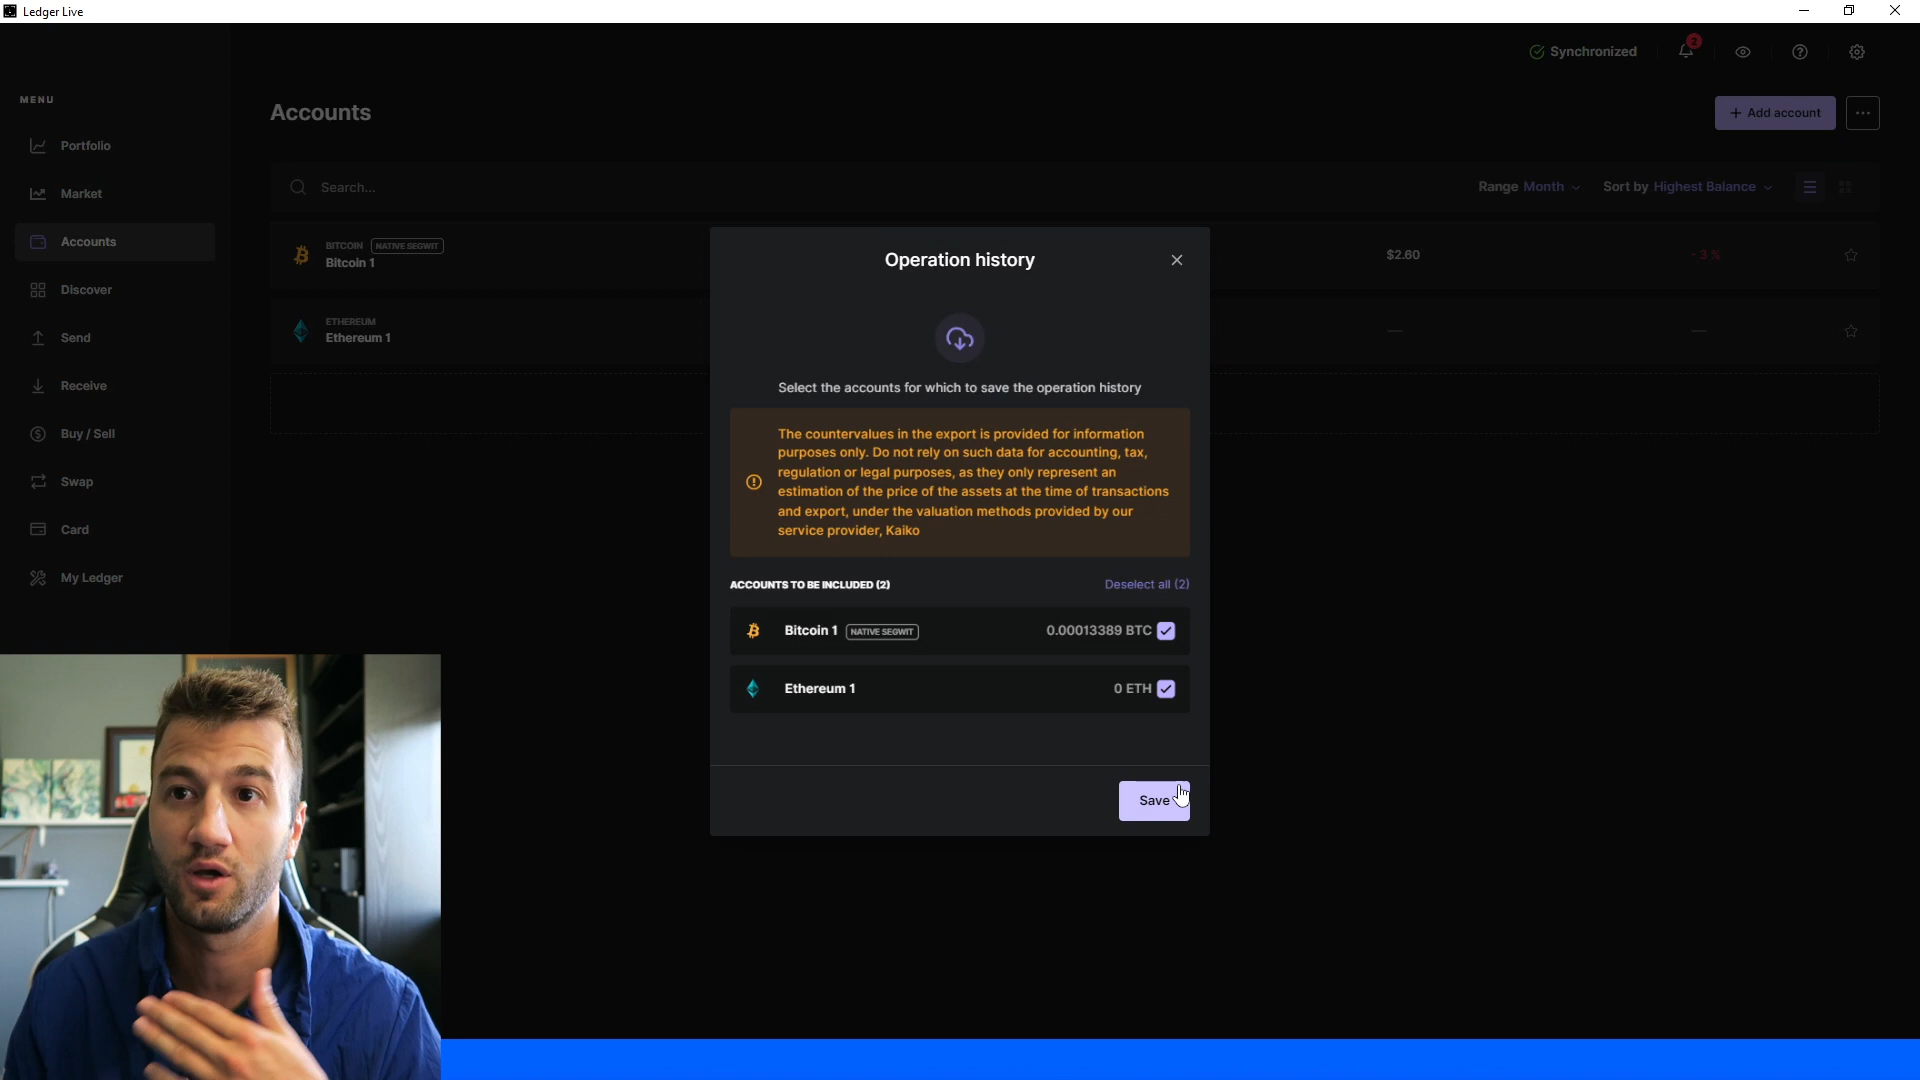 Ledger Live
Synchronized
2
MENU
Accounts
+ Add account
Portfolio
Market
Search...
Range Month
Sort by Highest Balance
Accounts
BITCOIN NATIVE SEGWIT
Bitcoin 1
$2.60
- 3 %
Discover
ETHEREUM
Ethereum 1
Send
Receive
Buy / Sell
Swap
Card
My Ledger
Operation history
Select the accounts for which to save the operation history
The countervalues in the export is provided for information
purposes only. Do not rely on such data for accounting, tax,
regulation or legal purposes, as they only represent an
estimation of the price of the assets at the time of transactions
and export, under the valuation methods provided by our
service provider, Kaiko
ACCOUNTS TO BE INCLUDED (2)
Deselect all (2)
Bitcoin 1 NATIVE SEGWIT 0.00013389 BTC
Ethereum 1 0 ETH
Save